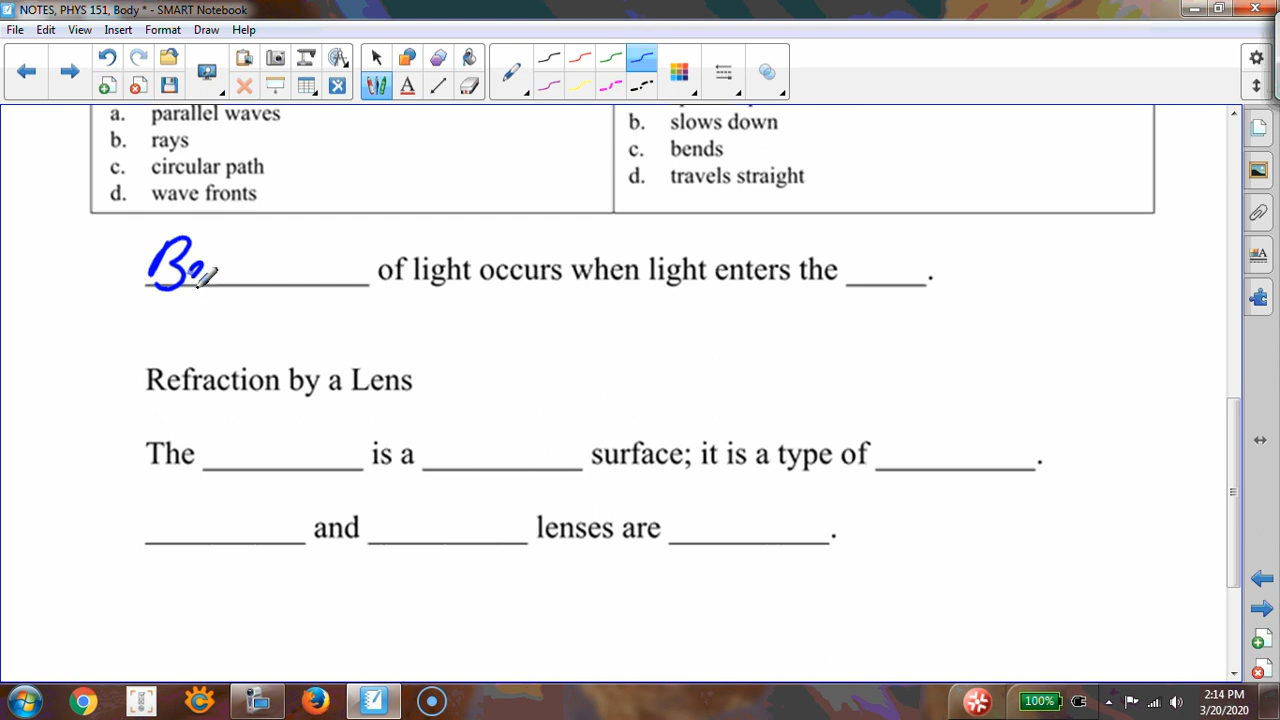 NOTES, PHYS 151, Body * - SMART Notebook
File Edit View Insert Format Draw Help
a. parallel waves
b. rays
c. circular path
d. wave fronts
b. slows down
c. bends
d. travels straight
Be__________ of light occurs when light enters the _____.
Refraction by a Lens
The __________ is a __________ surface; it is a type of __________.
__________ and __________ lenses are __________.
100%
2:14 PM
3/20/2020